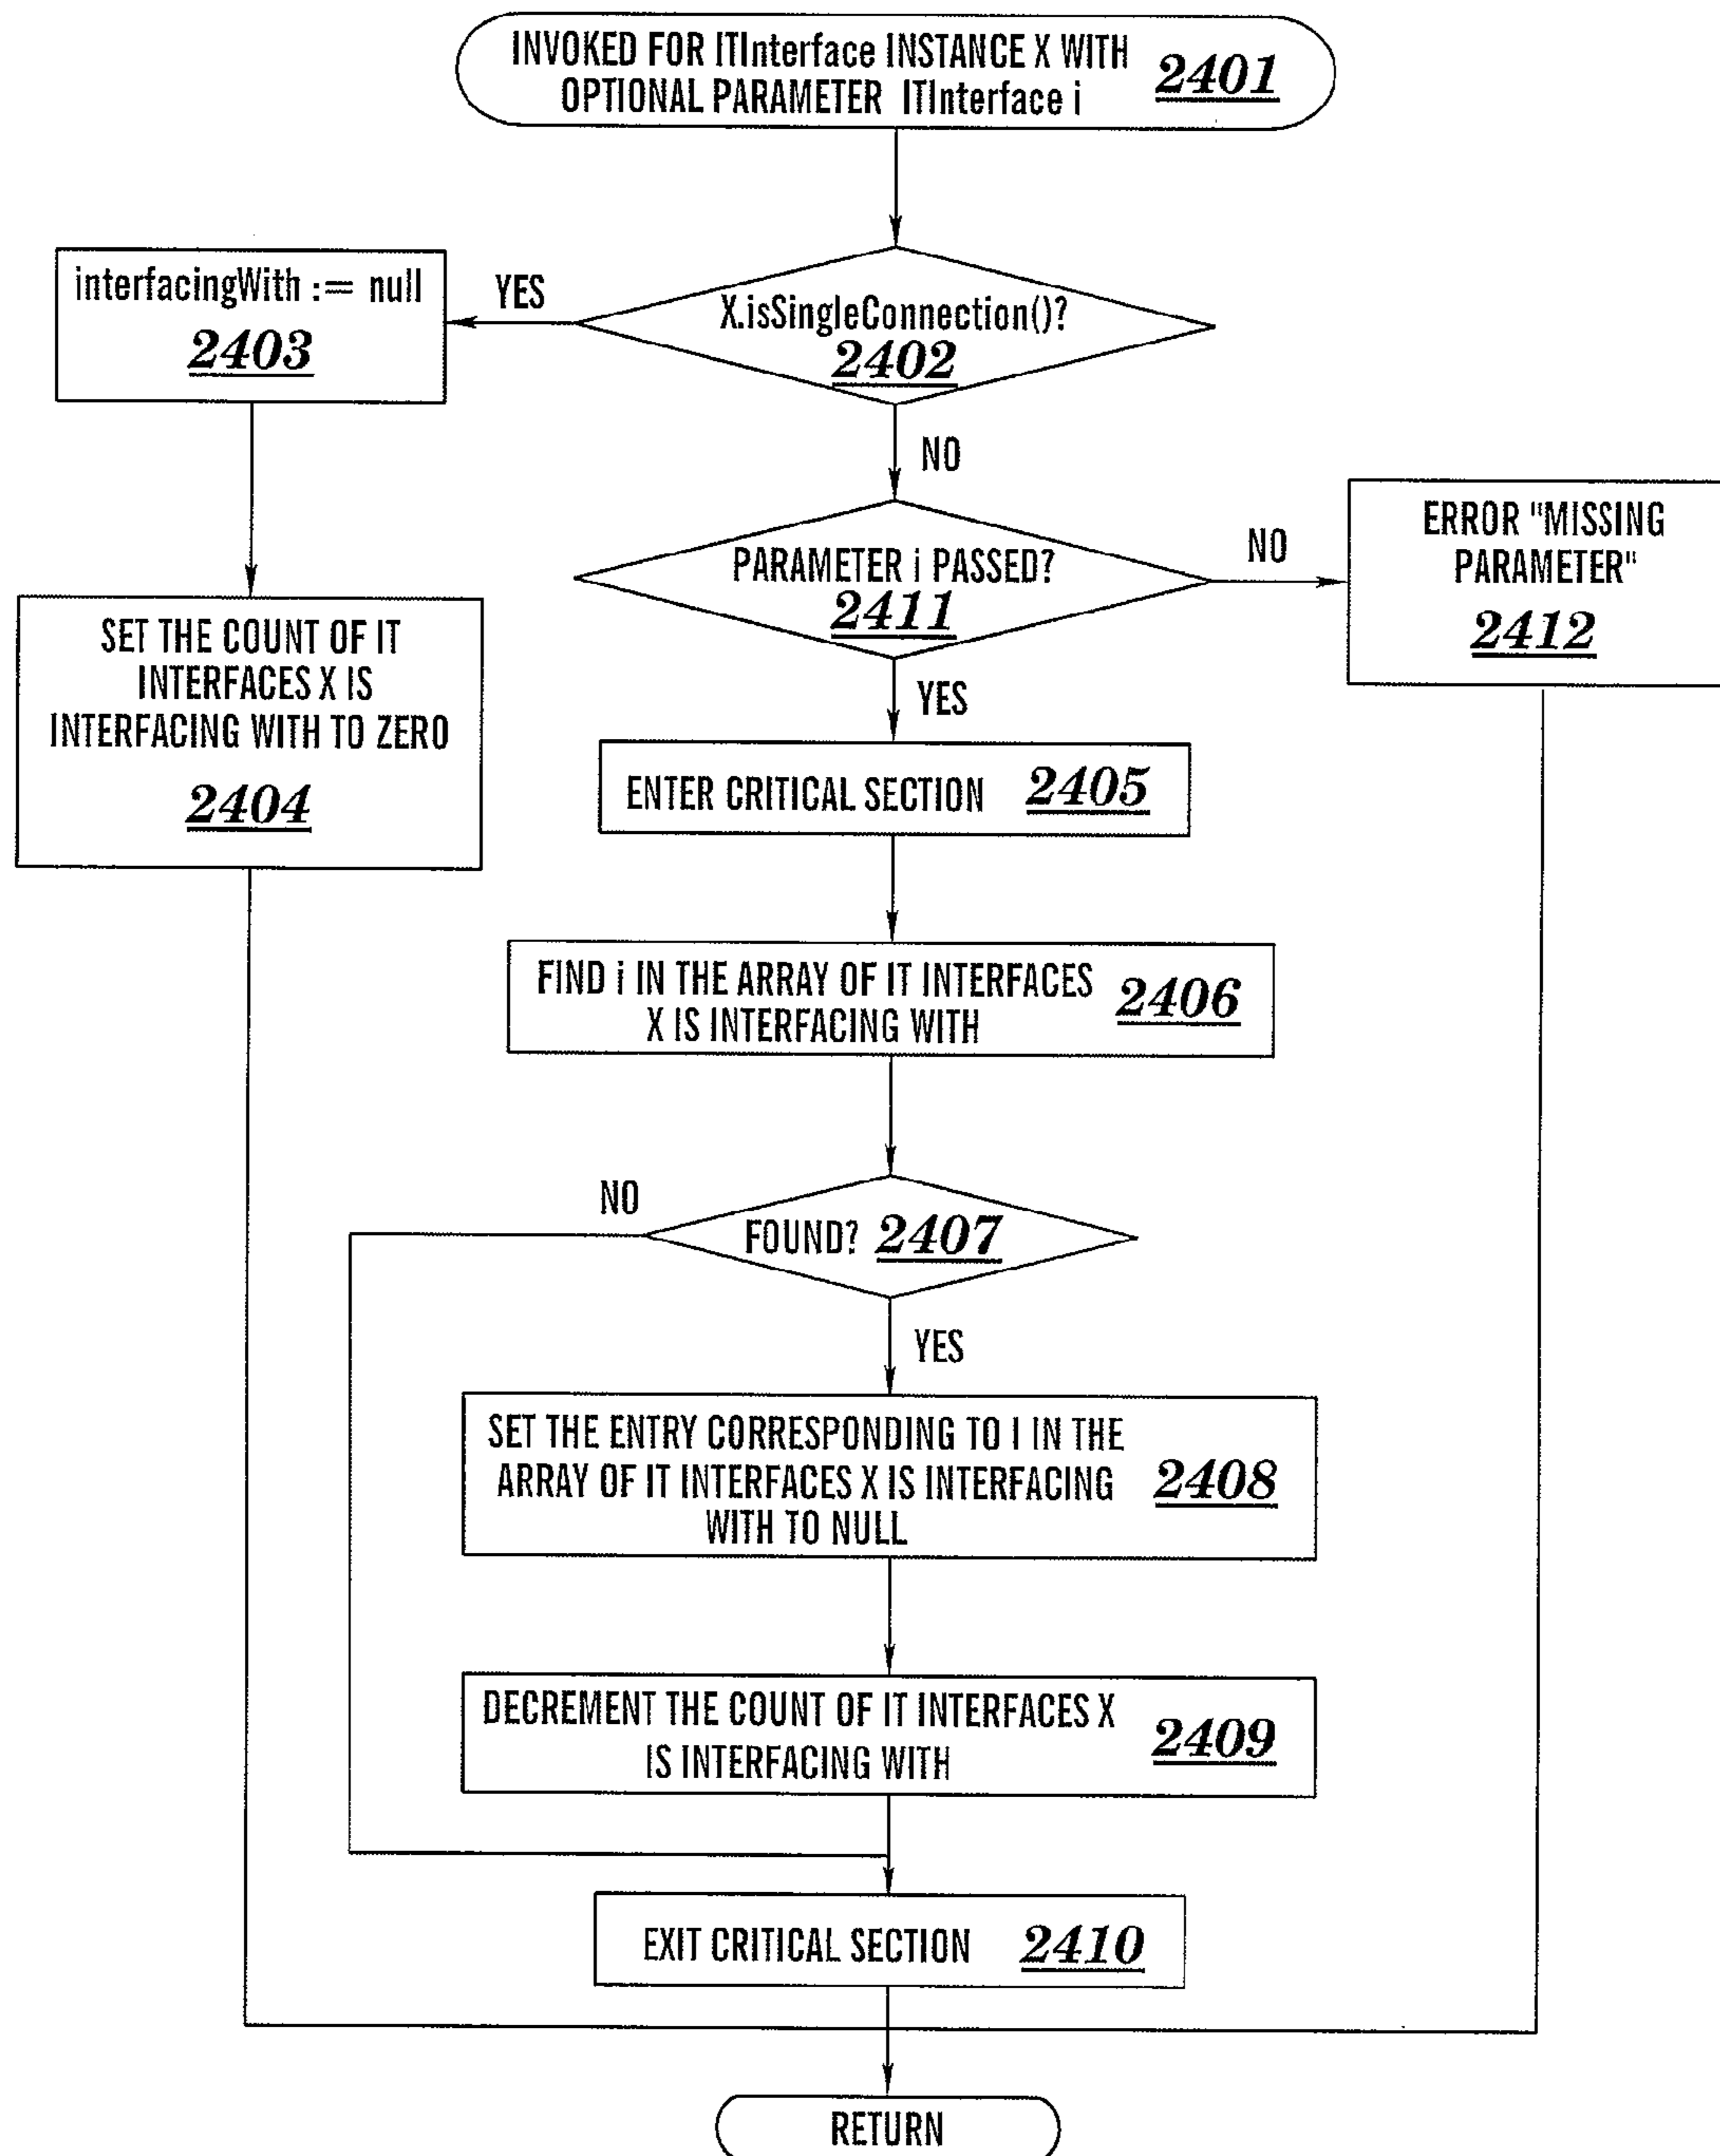 INVOKED FOR ITInterface INSTANCE X WITH
OPTIONAL PARAMETER ITInterface i
2401
interfacingWith := null
2403
YES
X.isSingleConnection()?
2402
NO
SET THE COUNT OF IT
INTERFACES X IS
INTERFACING WITH TO ZERO
2404
PARAMETER i PASSED?
2411
NO
ERROR "MISSING
PARAMETER"
2412
YES
ENTER CRITICAL SECTION 2405
FIND i IN THE ARRAY OF IT INTERFACES
X IS INTERFACING WITH
2406
NO
FOUND? 2407
YES
SET THE ENTRY CORRESPONDING TO I IN THE
ARRAY OF IT INTERFACES X IS INTERFACING
WITH TO NULL
2408
DECREMENT THE COUNT OF IT INTERFACES X
IS INTERFACING WITH
2409
EXIT CRITICAL SECTION 2410
RETURN